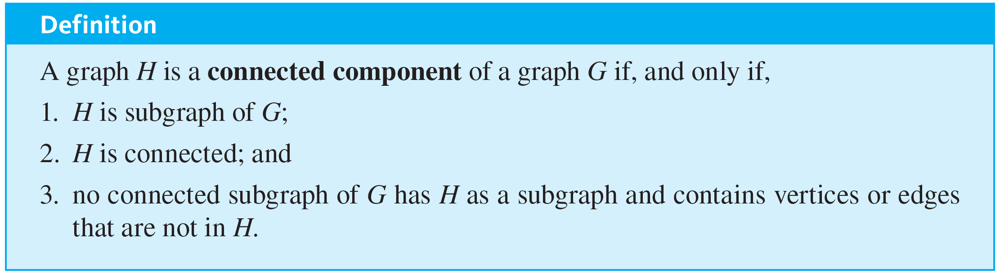 Definition
A graph H is a connected component of a graph G if, and only if,
1. H is subgraph of G;
2. H is connected; and
3. no connected subgraph of G has H as a subgraph and contains vertices or edges
that are not in H.